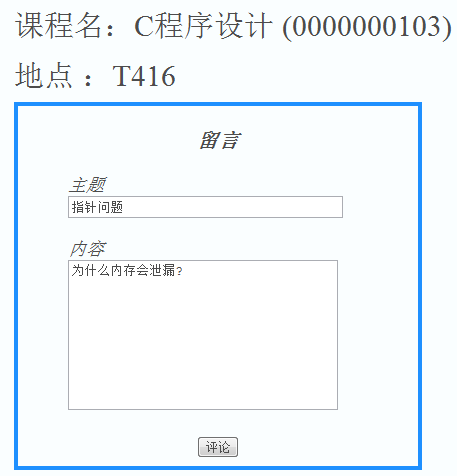 课程名：C程序设计 (0000000103)
地点 ：T416
留言
主题
指针问题
内容
为什么内存会泄漏?
评论